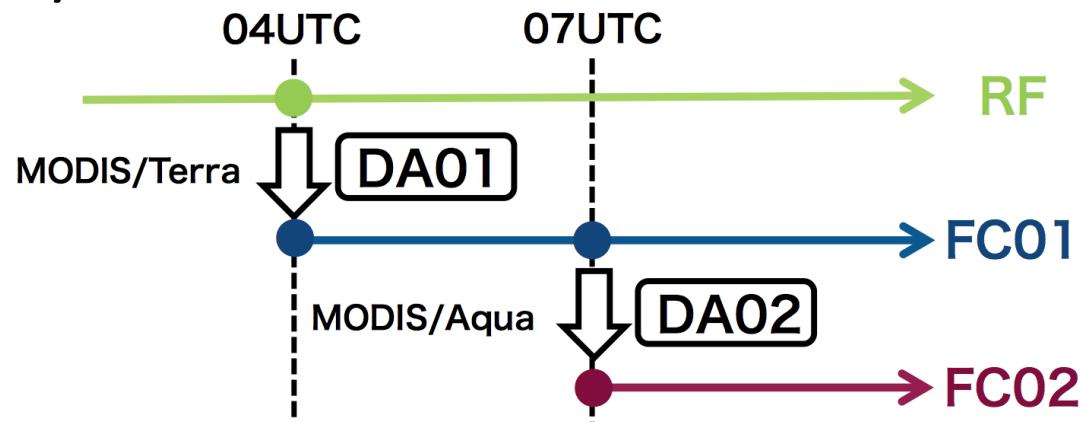 04UTC
07UTC
RF
MODIS/Terra
DA01
FC01
MODIS/Aqua
DA02
FC02